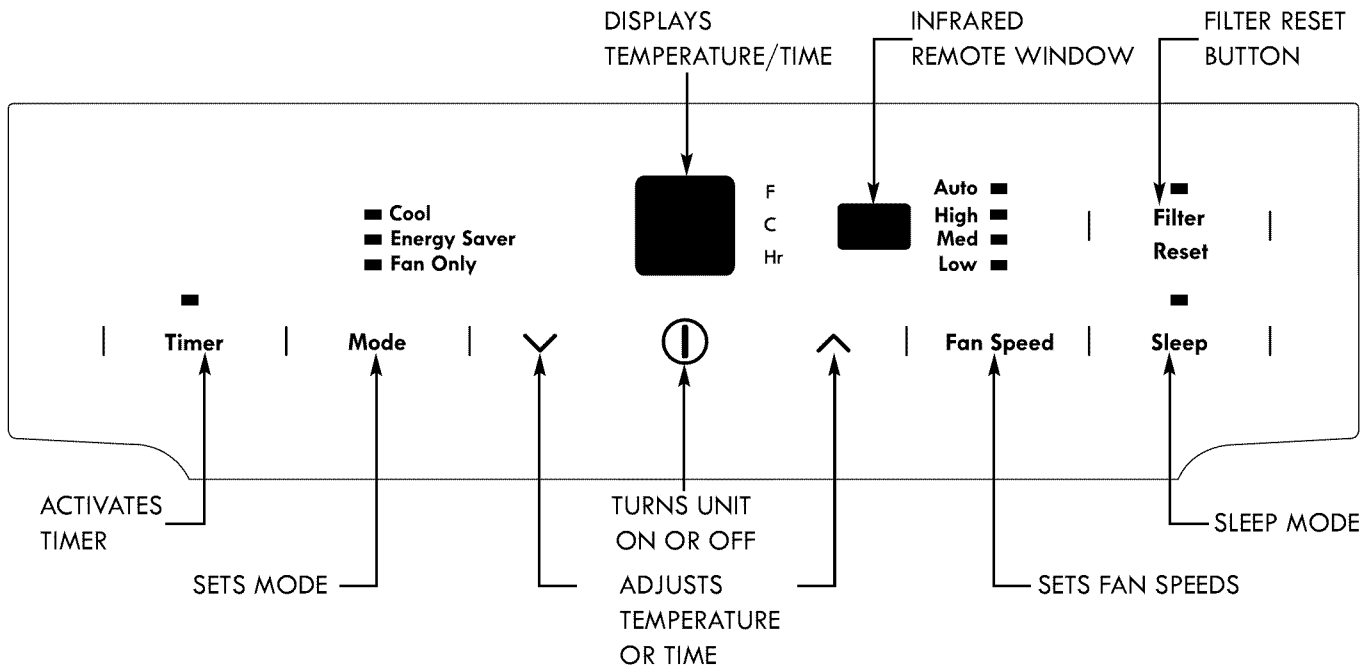 DISPLAYS
TEMPERATURE/TIME
INFRARED
REMOTE WINDOW
FILTER RESET
BUTTON
Cool
Energy Saver
Fan Only
F
C
Hr
Auto
High
Med
Low
Filter
Reset
Timer
Mode
Fan Speed
Sleep
ACTIVATES
TIMER
SETS MODE
TURNS UNIT
ON OR OFF
ADJUSTS
TEMPERATURE
OR TIME
SETS FAN SPEEDS
SLEEP MODE